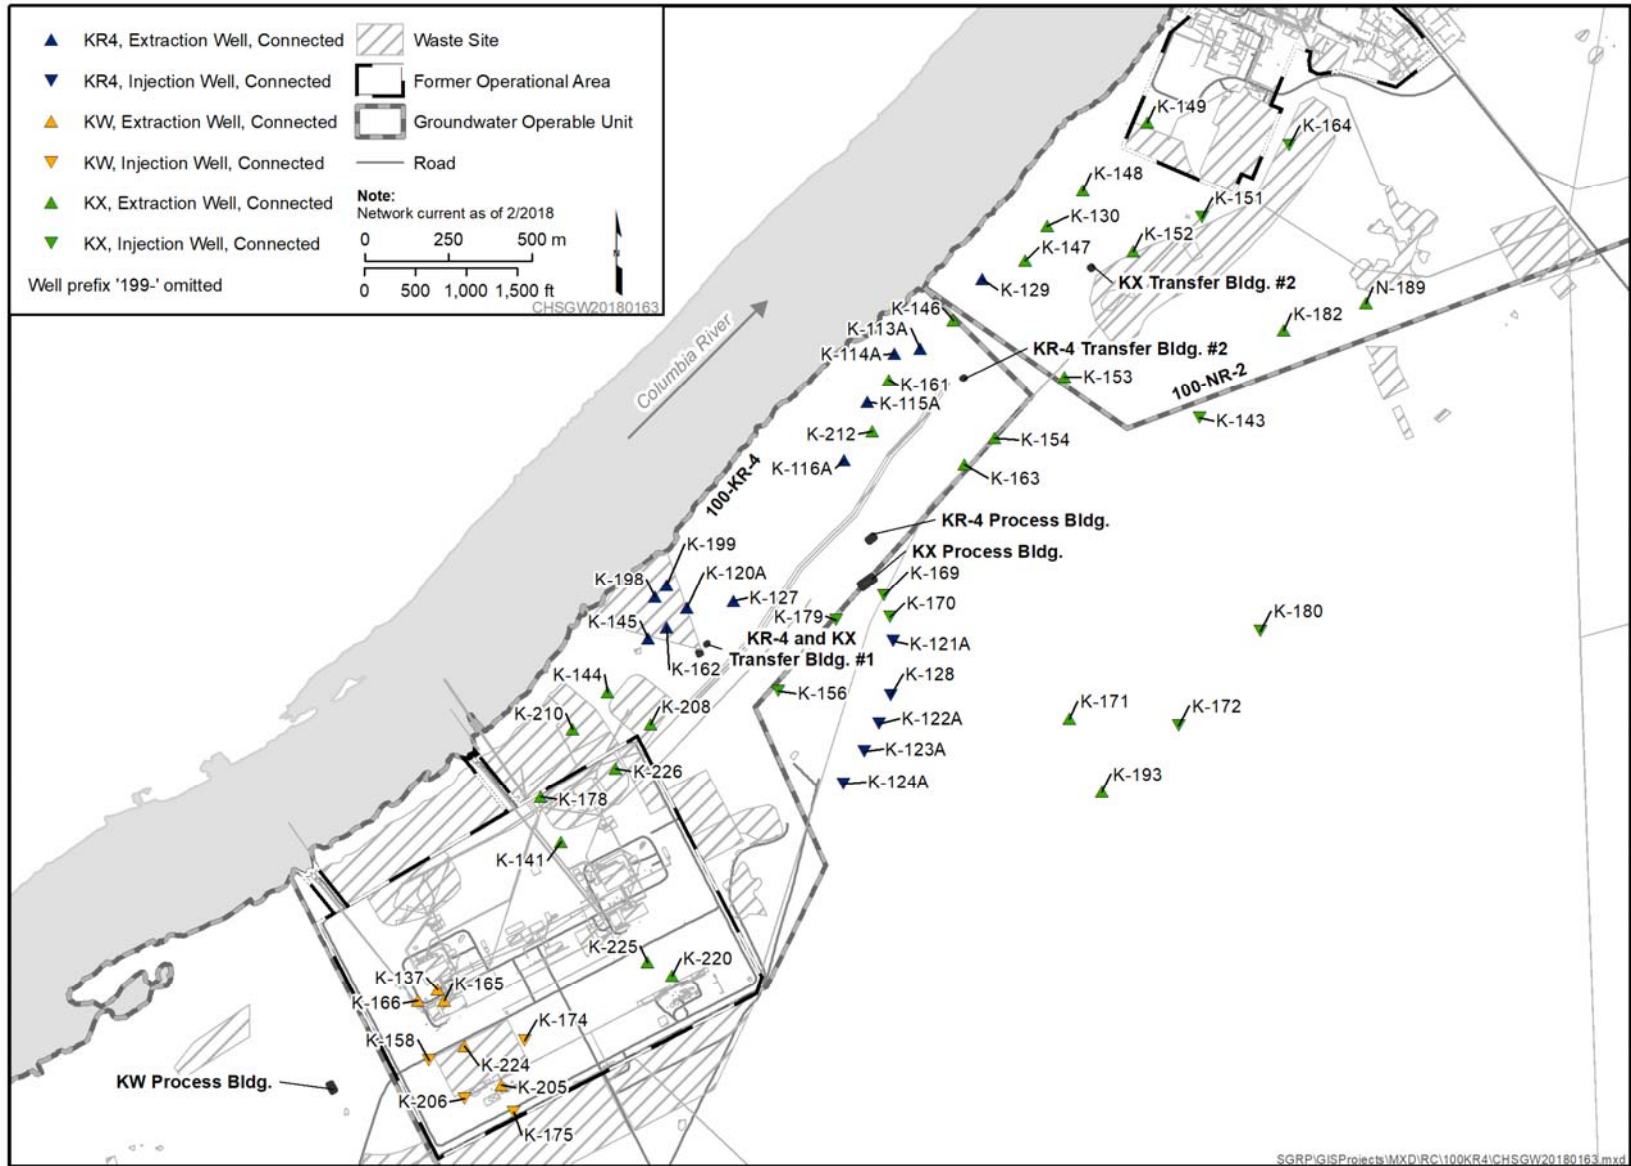 KR4, Extraction Well, Connected
KR4, Injection Well, Connected
KW, Extraction Well, Connected
KW, Injection Well, Connected
KX, Extraction Well, Connected
KX, Injection Well, Connected
Well prefix '199-' omitted
Waste Site
Former Operational Area
Groundwater Operable Unit
Road
Note:
Network current as of 2/2018
0 250 500 m
0 500 1,000 1,500 ft
CHSGW20180163
K-149
K-164
K-148
K-151
K-130
K-152
K-147
KX Transfer Bldg. #2
K-129
N-189
K-146
K-182
K-113A
KR-4 Transfer Bldg. #2
K-114A
Columbia River
K-161
K-153
100-NR-2
K-115A
K-143
K-212
K-154
K-116A
K-163
100-KR-4
KR-4 Process Bldg.
K-199
KX Process Bldg.
K-198
K-120A
K-169
K-127
K-170
K-180
K-179
K-145
KR-4 and KX
Transfer Bldg. #1
K-121A
K-162
K-144
K-128
K-156
K-208
K-171
K-172
K-210
K-122A
K-123A
K-226
K-124A
K-193
K-178
K-141
K-225
K-220
K-137
K-165
K-166
K-174
K-158
K-224
KW Process Bldg.
K-205
K-206
K-175
SGRP\GISProjects\MXD\RC\100KR4\CHSGW20180163.mxd